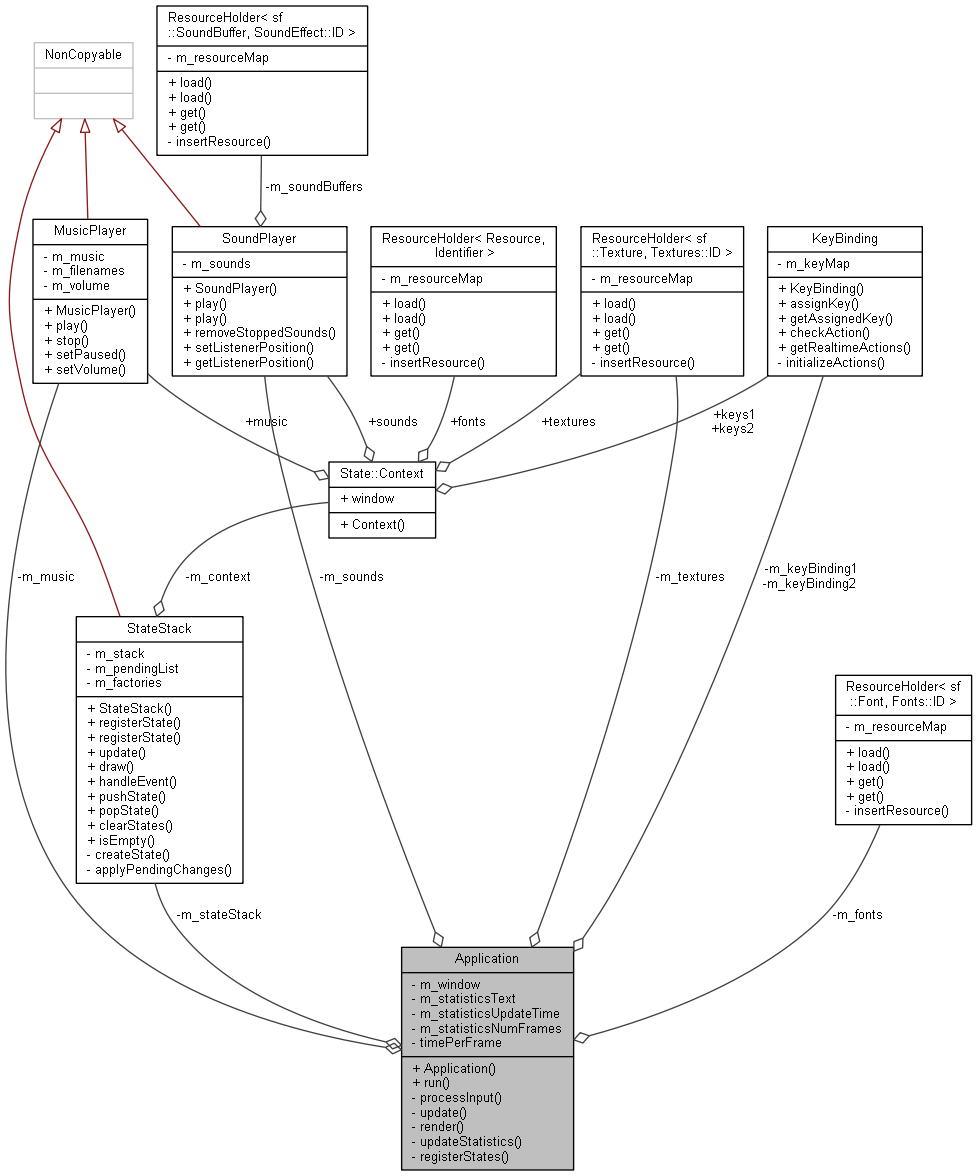 ResourceHolder< sf
::SoundBuffer, SoundEffect::ID >
- m_resourceMap
+ load()
+ load()
+ get()
+ get()
- insertResource()
NonCopyable
-m_soundBuffers
MusicPlayer
- m_music
- m_filenames
- m_volume
+ MusicPlayer()
+ play()
+ stop()
+ setPaused()
+ setVolume()
SoundPlayer
- m_sounds
+ SoundPlayer()
+ play()
+ play()
+ removeStoppedSounds()
+ setListenerPosition()
+ getListenerPosition()
ResourceHolder< Resource,
Identifier >
- m_resourceMap
+ load()
+ load()
+ get()
+ get()
- insertResource()
ResourceHolder< sf
::Texture, Textures::ID >
- m_resourceMap
+ load()
+ load()
+ get()
+ get()
- insertResource()
KeyBinding
- m_keyMap
+ KeyBinding()
+ assignKey()
+ getAssignedKey()
+ checkAction()
+ getRealtimeActions()
- initializeActions()
+music
+sounds
+fonts
+textures
+keys1
+keys2
State::Context
+ window
+ Context()
-m_music
-m_context
-m_sounds
-m_textures
-m_keyBinding1
-m_keyBinding2
StateStack
- m_stack
- m_pendingList
- m_factories
+ StateStack()
+ registerState()
+ registerState()
+ update()
+ draw()
+ handleEvent()
+ pushState()
+ popState()
+ clearStates()
+ isEmpty()
- createState()
- applyPendingChanges()
ResourceHolder< sf
::Font, Fonts::ID >
- m_resourceMap
+ load()
+ load()
+ get()
+ get()
- insertResource()
-m_stateStack
-m_fonts
Application
- m_window
- m_statisticsText
- m_statisticsUpdateTime
- m_statisticsNumFrames
- timePerFrame
+ Application()
+ run()
- processInput()
- update()
- render()
- updateStatistics()
- registerStates()